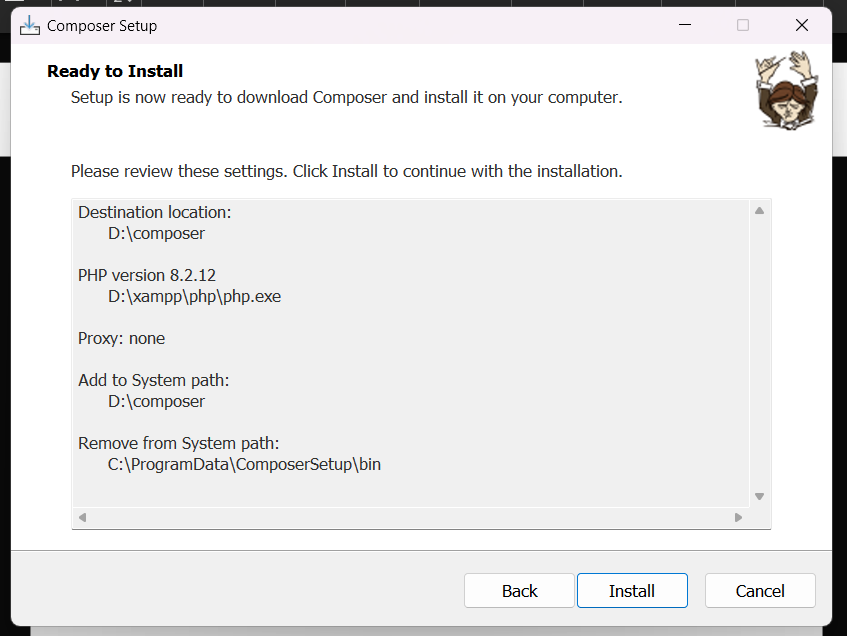 Composer Setup
Ready to Install
Setup is now ready to download Composer and install it on your computer.
Please review these settings. Click Install to continue with the installation.
Destination location:
D:\composer
PHP version 8.2.12
D:\xampp\php\php.exe
Proxy: none
Add to System path:
D:\composer
Remove from System path:
C:\ProgramData\ComposerSetup\bin
Back
Install
Cancel